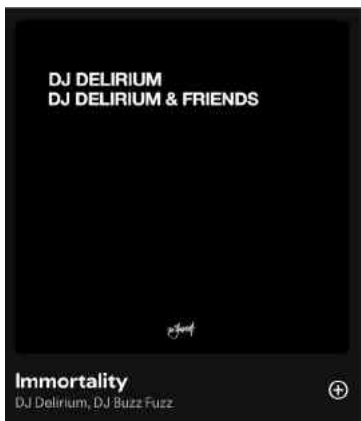 DJ DELIRIUM
DJ DELIRIUM & FRIENDS
Immortality
DJ Delirium, DJ Buzz Fuzz